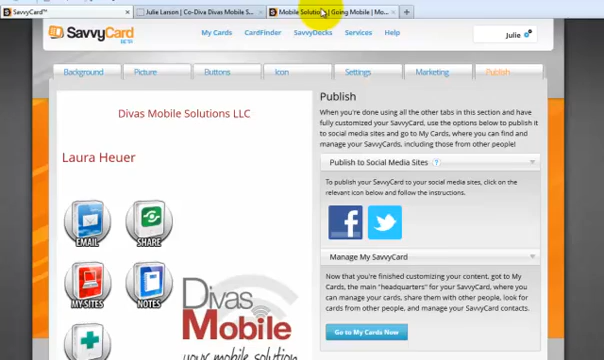 SavvyCard™
Julie Larson | Co-Diva Divas Mobile S...
Mobile Solutions | Going Mobile | Mo...
SavvyCard
BETA
My Cards CardFinder SavvyDecks Services Help
Julie
Background Picture Buttons Icon Settings Marketing Publish
Divas Mobile Solutions LLC
Laura Heuer
EMAIL SHARE
MY-SITES NOTES
Divas
Mobile
your mobile solution
Publish
When you're done using all the other tabs in this section and have
fully customized your SavvyCard, use the options below to publish it
to social media sites and go to My Cards, where you can find and
manage your SavvyCards, including those from other people!
Publish to Social Media Sites ?
To publish your SavvyCard to your social media sites, click on the
relevant icon below and follow the instructions.
Manage My SavvyCard
Now that you're finished customizing your content, got to My
Cards, the main "headquarters" for your SavvyCard, where you
can manage your cards, share them with other people, look for
cards from other people, and manage your SavvyCard contacts.
Go to My Cards Now